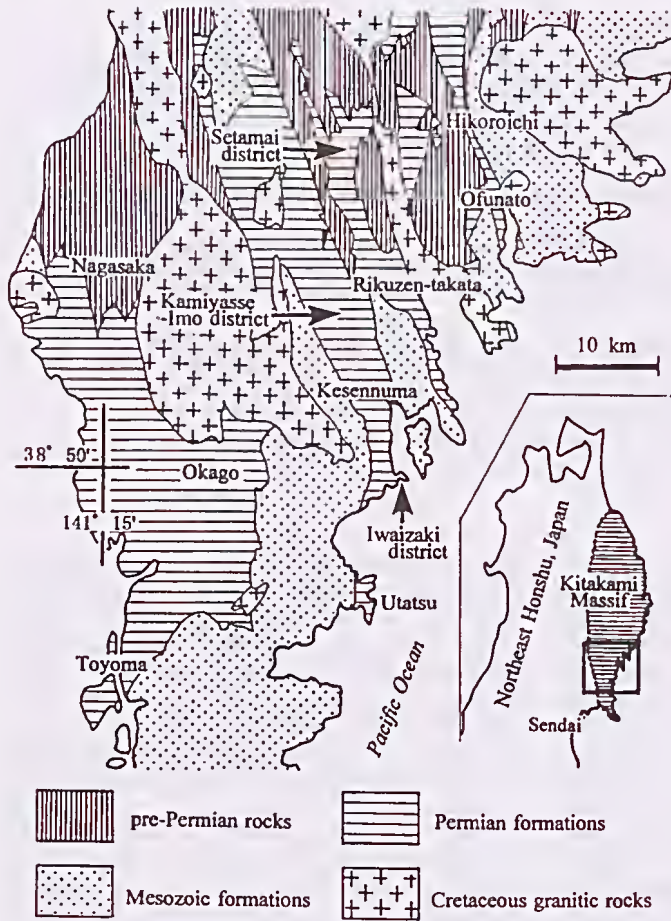 Setamai
district
Hikoroichi
Ofunato
Nagasaka
Kamiyasse
-Imo district
Rikuzen-takata
10 km
Kesennuma
38° 50'
Okago
141° 15'
Iwaizaki
district
Utatsu
Toyoma
Pacific Ocean
Northeast Honshu, Japan
Kitakami
Massif
Sendai
pre-Permian rocks
Permian formations
Mesozoic formations
Cretaceous granitic rocks